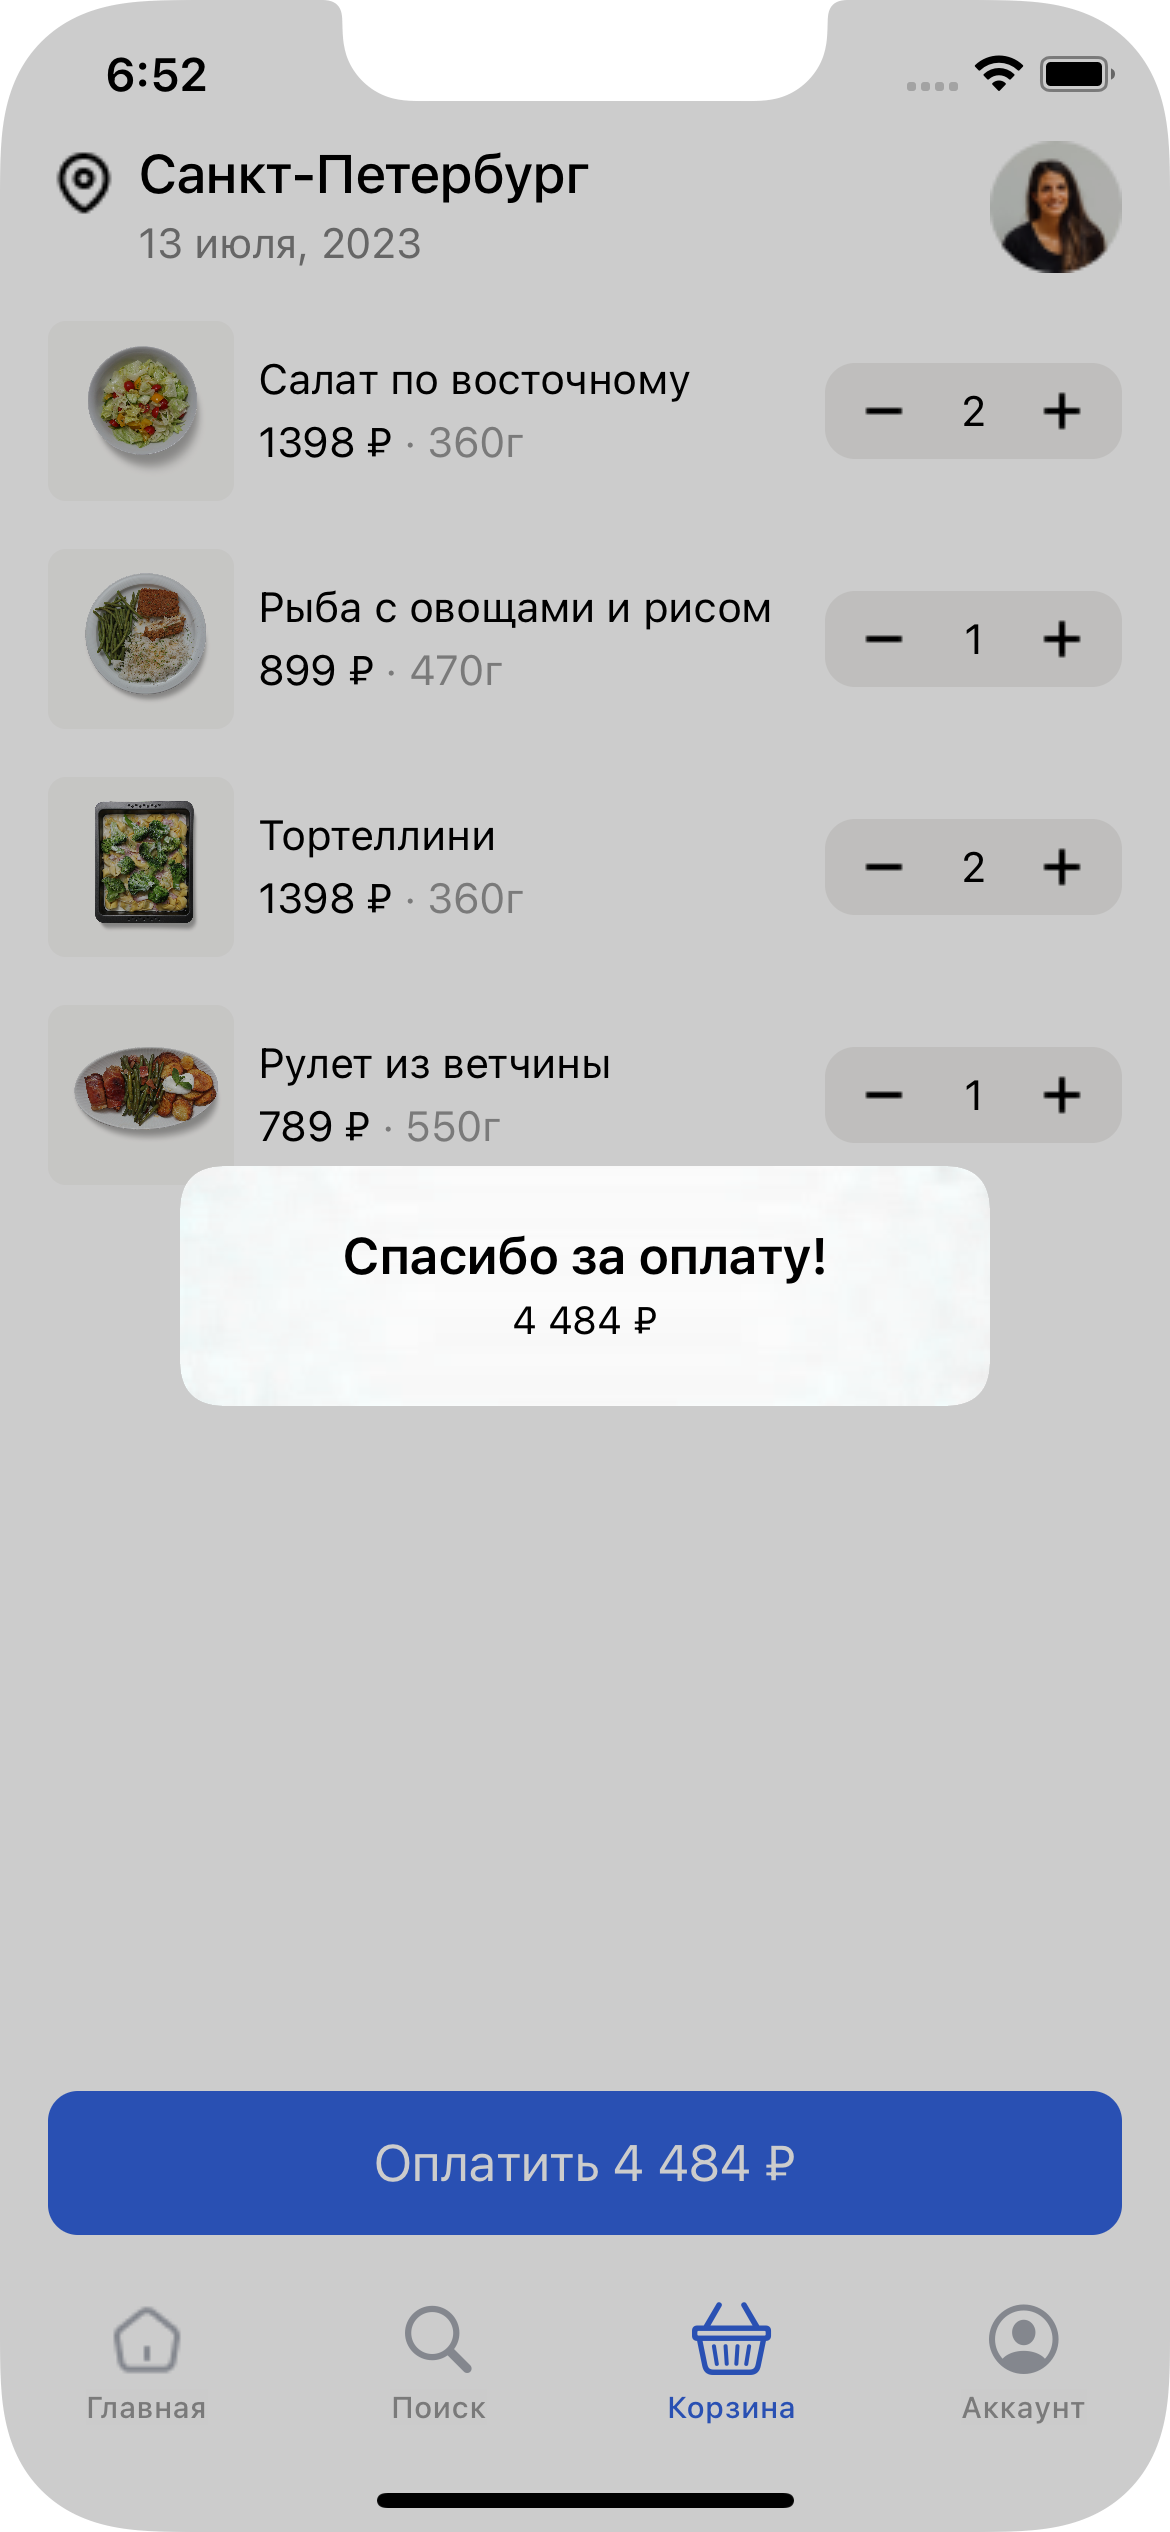 6:52
Санкт-Петербург
13 июля, 2023
Салат по восточному
1398 ₽ · 360г
2
Рыба с овощами и рисом
899 ₽ · 470г
1
Тортеллини
1398 ₽ · 360г
2
Рулет из ветчины
789 ₽ · 550г
1
Спасибо за оплату!
4 484 ₽
Оплатить 4 484 ₽
Главная
Поиск
Корзина
Аккаунт